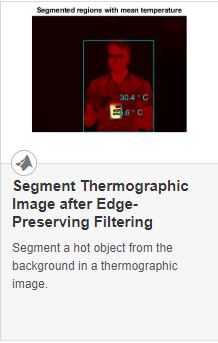 Segmented regions with mean temperature
30.4 ° C
Segment Thermographic
Image after Edge-
Preserving Filtering
Segment a hot object from the
background in a thermographic
image.